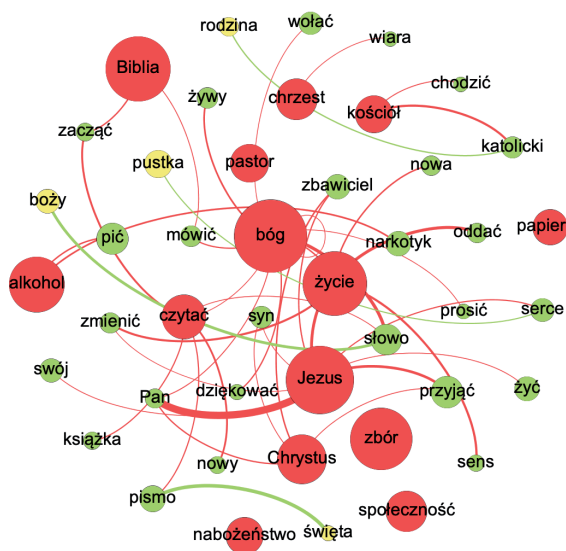 rodzina
wołać
wiara
Biblia
chrzest
chodzić
żywy
kościół
zacząć
katolicki
pustka
pastor
nowa
zbawiciel
boży
pić
mówić
bóg
narkotyk
oddać
papier
alkohol
życie
zmienić
czytać
syn
słowo
prosić
serce
swój
Pan
dziękować
Jezus
przyjąć
żyć
książka
zbór
nowy
Chrystus
sens
pismo
święta
społeczność
nabożeństwo